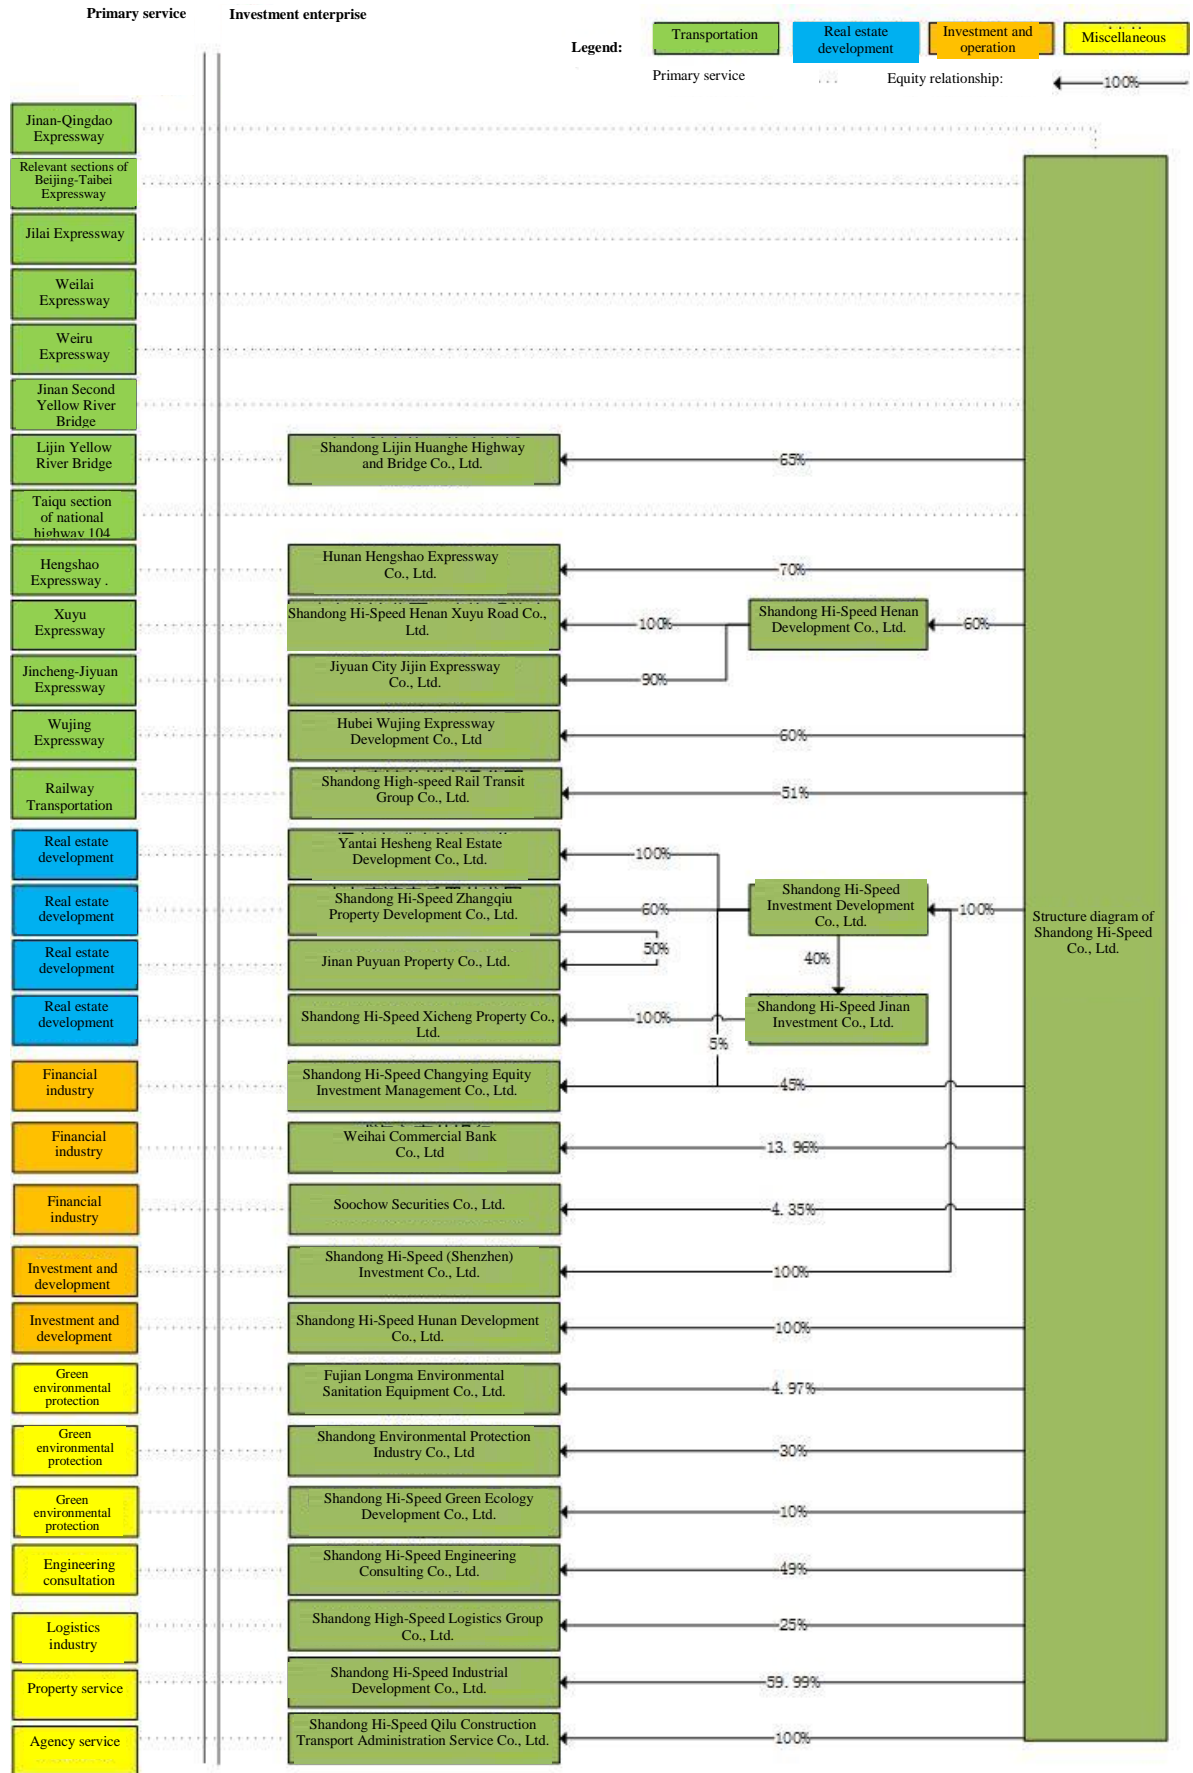 Primary service
Investment enterprise
Legend:
Transportation
Real estate
development
Investment and
operation
Miscellaneous
Primary service
Equity relationship:
100%
Jinan-Qingdao
Expressway
Relevant sections of
Beijing-Taibei
Expressway
Jilai Expressway
Weilai
Expressway
Weiru
Expressway
Jinan Second
Yellow River
Bridge
Lijin Yellow
River Bridge
Shandong Lijin Huanghe Highway
and Bridge Co., Ltd.
65%
Taiqu section
of national
highway 104
Hengshao
Expressway .
Hunan Hengshao Expressway
Co., Ltd.
70%
Xuyu
Expressway
Shandong Hi-Speed Henan Xuyu Road Co.,
Ltd.
100%
Shandong Hi-Speed Henan
Development Co., Ltd.
60%
Jincheng-Jiyuan
Expressway
Jiyuan City Jijin Expressway
Co., Ltd.
90%
Wujing
Expressway
Hubei Wujing Expressway
Development Co., Ltd
60%
Railway
Transportation
Shandong High-speed Rail Transit
Group Co., Ltd.
51%
Real estate
development
Yantai Hesheng Real Estate
Development Co., Ltd.
100%
Real estate
development
Shandong Hi-Speed Zhangqiu
Property Development Co., Ltd.
60%
Shandong Hi-Speed
Investment Development
Co., Ltd.
100%
Structure diagram of
Shandong Hi-Speed
Co., Ltd.
Real estate
development
Jinan Puyuan Property Co., Ltd.
50%
40%
Real estate
development
Shandong Hi-Speed Xicheng Property Co.,
Ltd.
100%
Shandong Hi-Speed Jinan
Investment Co., Ltd.
5%
Financial
industry
Shandong Hi-Speed Changying Equity
Investment Management Co., Ltd.
45%
Financial
industry
Weihai Commercial Bank
Co., Ltd
13.96%
Financial
industry
Soochow Securities Co., Ltd.
4.35%
Investment and
development
Shandong Hi-Speed (Shenzhen)
Investment Co., Ltd.
100%
Investment and
development
Shandong Hi-Speed Hunan Development
Co., Ltd.
100%
Green
environmental
protection
Fujian Longma Environmental
Sanitation Equipment Co., Ltd.
4.97%
Green
environmental
protection
Shandong Environmental Protection
Industry Co., Ltd
30%
Green
environmental
protection
Shandong Hi-Speed Green Ecology
Development Co., Ltd.
10%
Engineering
consultation
Shandong Hi-Speed Engineering
Consulting Co., Ltd.
49%
Logistics
industry
Shandong High-Speed Logistics Group
Co., Ltd.
25%
Property service
Shandong Hi-Speed Industrial
Development Co., Ltd.
59.99%
Agency service
Shandong Hi-Speed Qilu Construction
Transport Administration Service Co., Ltd.
100%